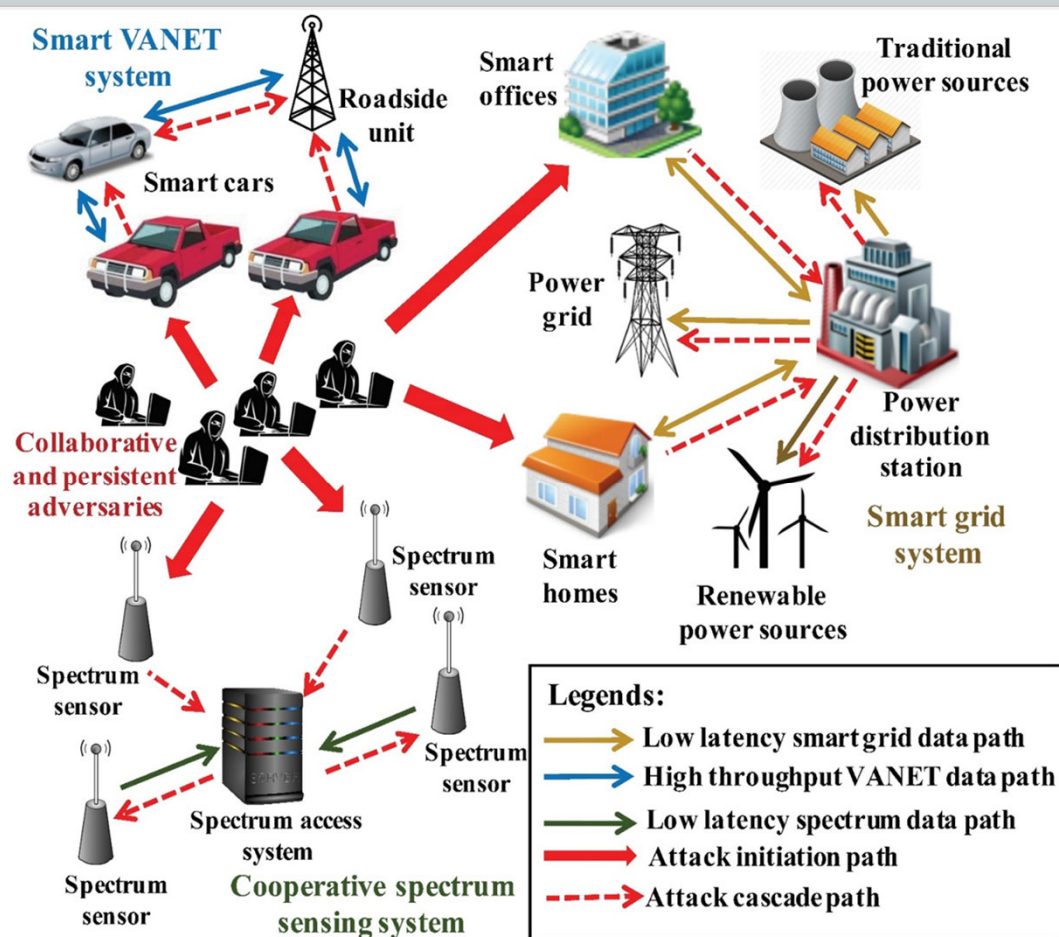 Smart VANET
system
Roadside
unit
Smart cars
Smart
offices
Traditional
power sources
Power
grid
Power
distribution
station
Collaborative
and persistent
adversaries
Smart
homes
Smart grid
system
Renewable
power sources
Spectrum
sensor
Spectrum
sensor
Spectrum
sensor
Spectrum access
system
Spectrum
sensor
Cooperative spectrum
sensing system
Legends:
Low latency smart grid data path
High throughput VANET data path
Low latency spectrum data path
Attack initiation path
Attack cascade path